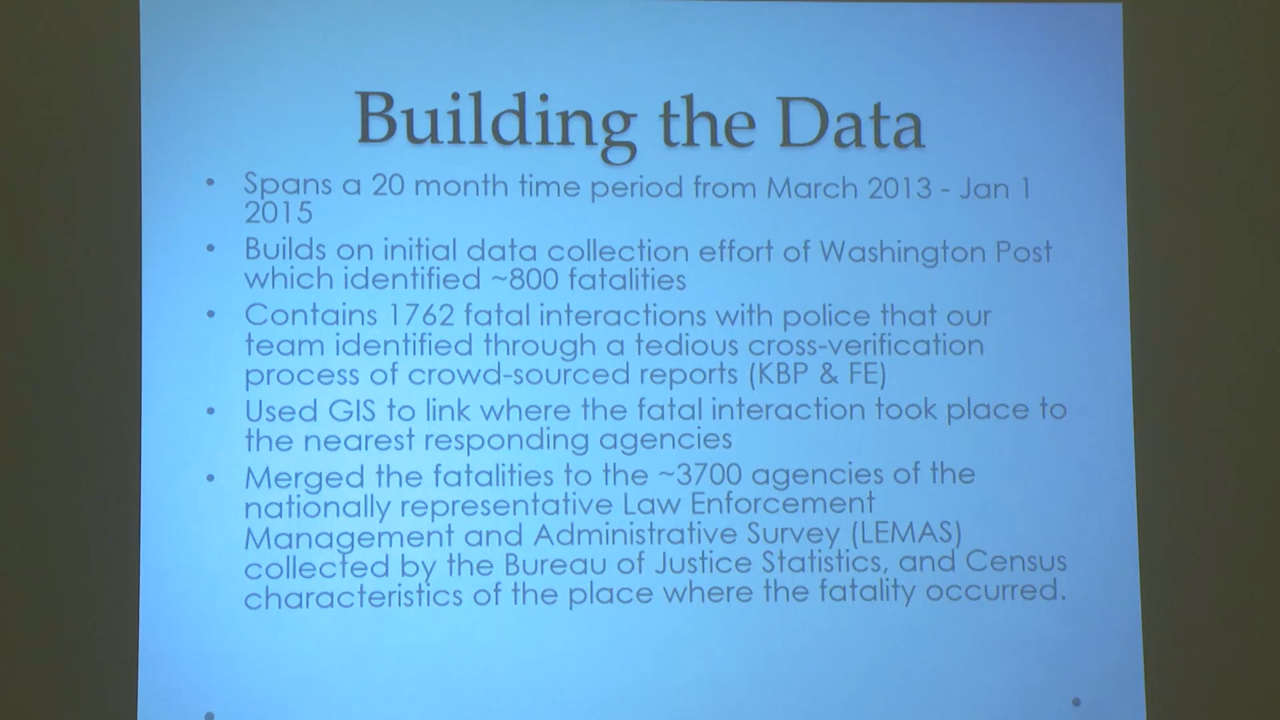 Building the Data
• Spans a 20 month time period from March 2013 - Jan 1
2015
• Builds on initial data collection effort of Washington Post
which identified ~800 fatalities
• Contains 1762 fatal interactions with police that our
team identified through a tedious cross-verification
process of crowd-sourced reports (KBP & FE)
• Used GIS to link where the fatal interaction took place to
the nearest responding agencies
• Merged the fatalities to the ~3700 agencies of the
nationally representative Law Enforcement
Management and Administrative Survey (LEMAS)
collected by the Bureau of Justice Statistics, and Census
characteristics of the place where the fatality occurred.